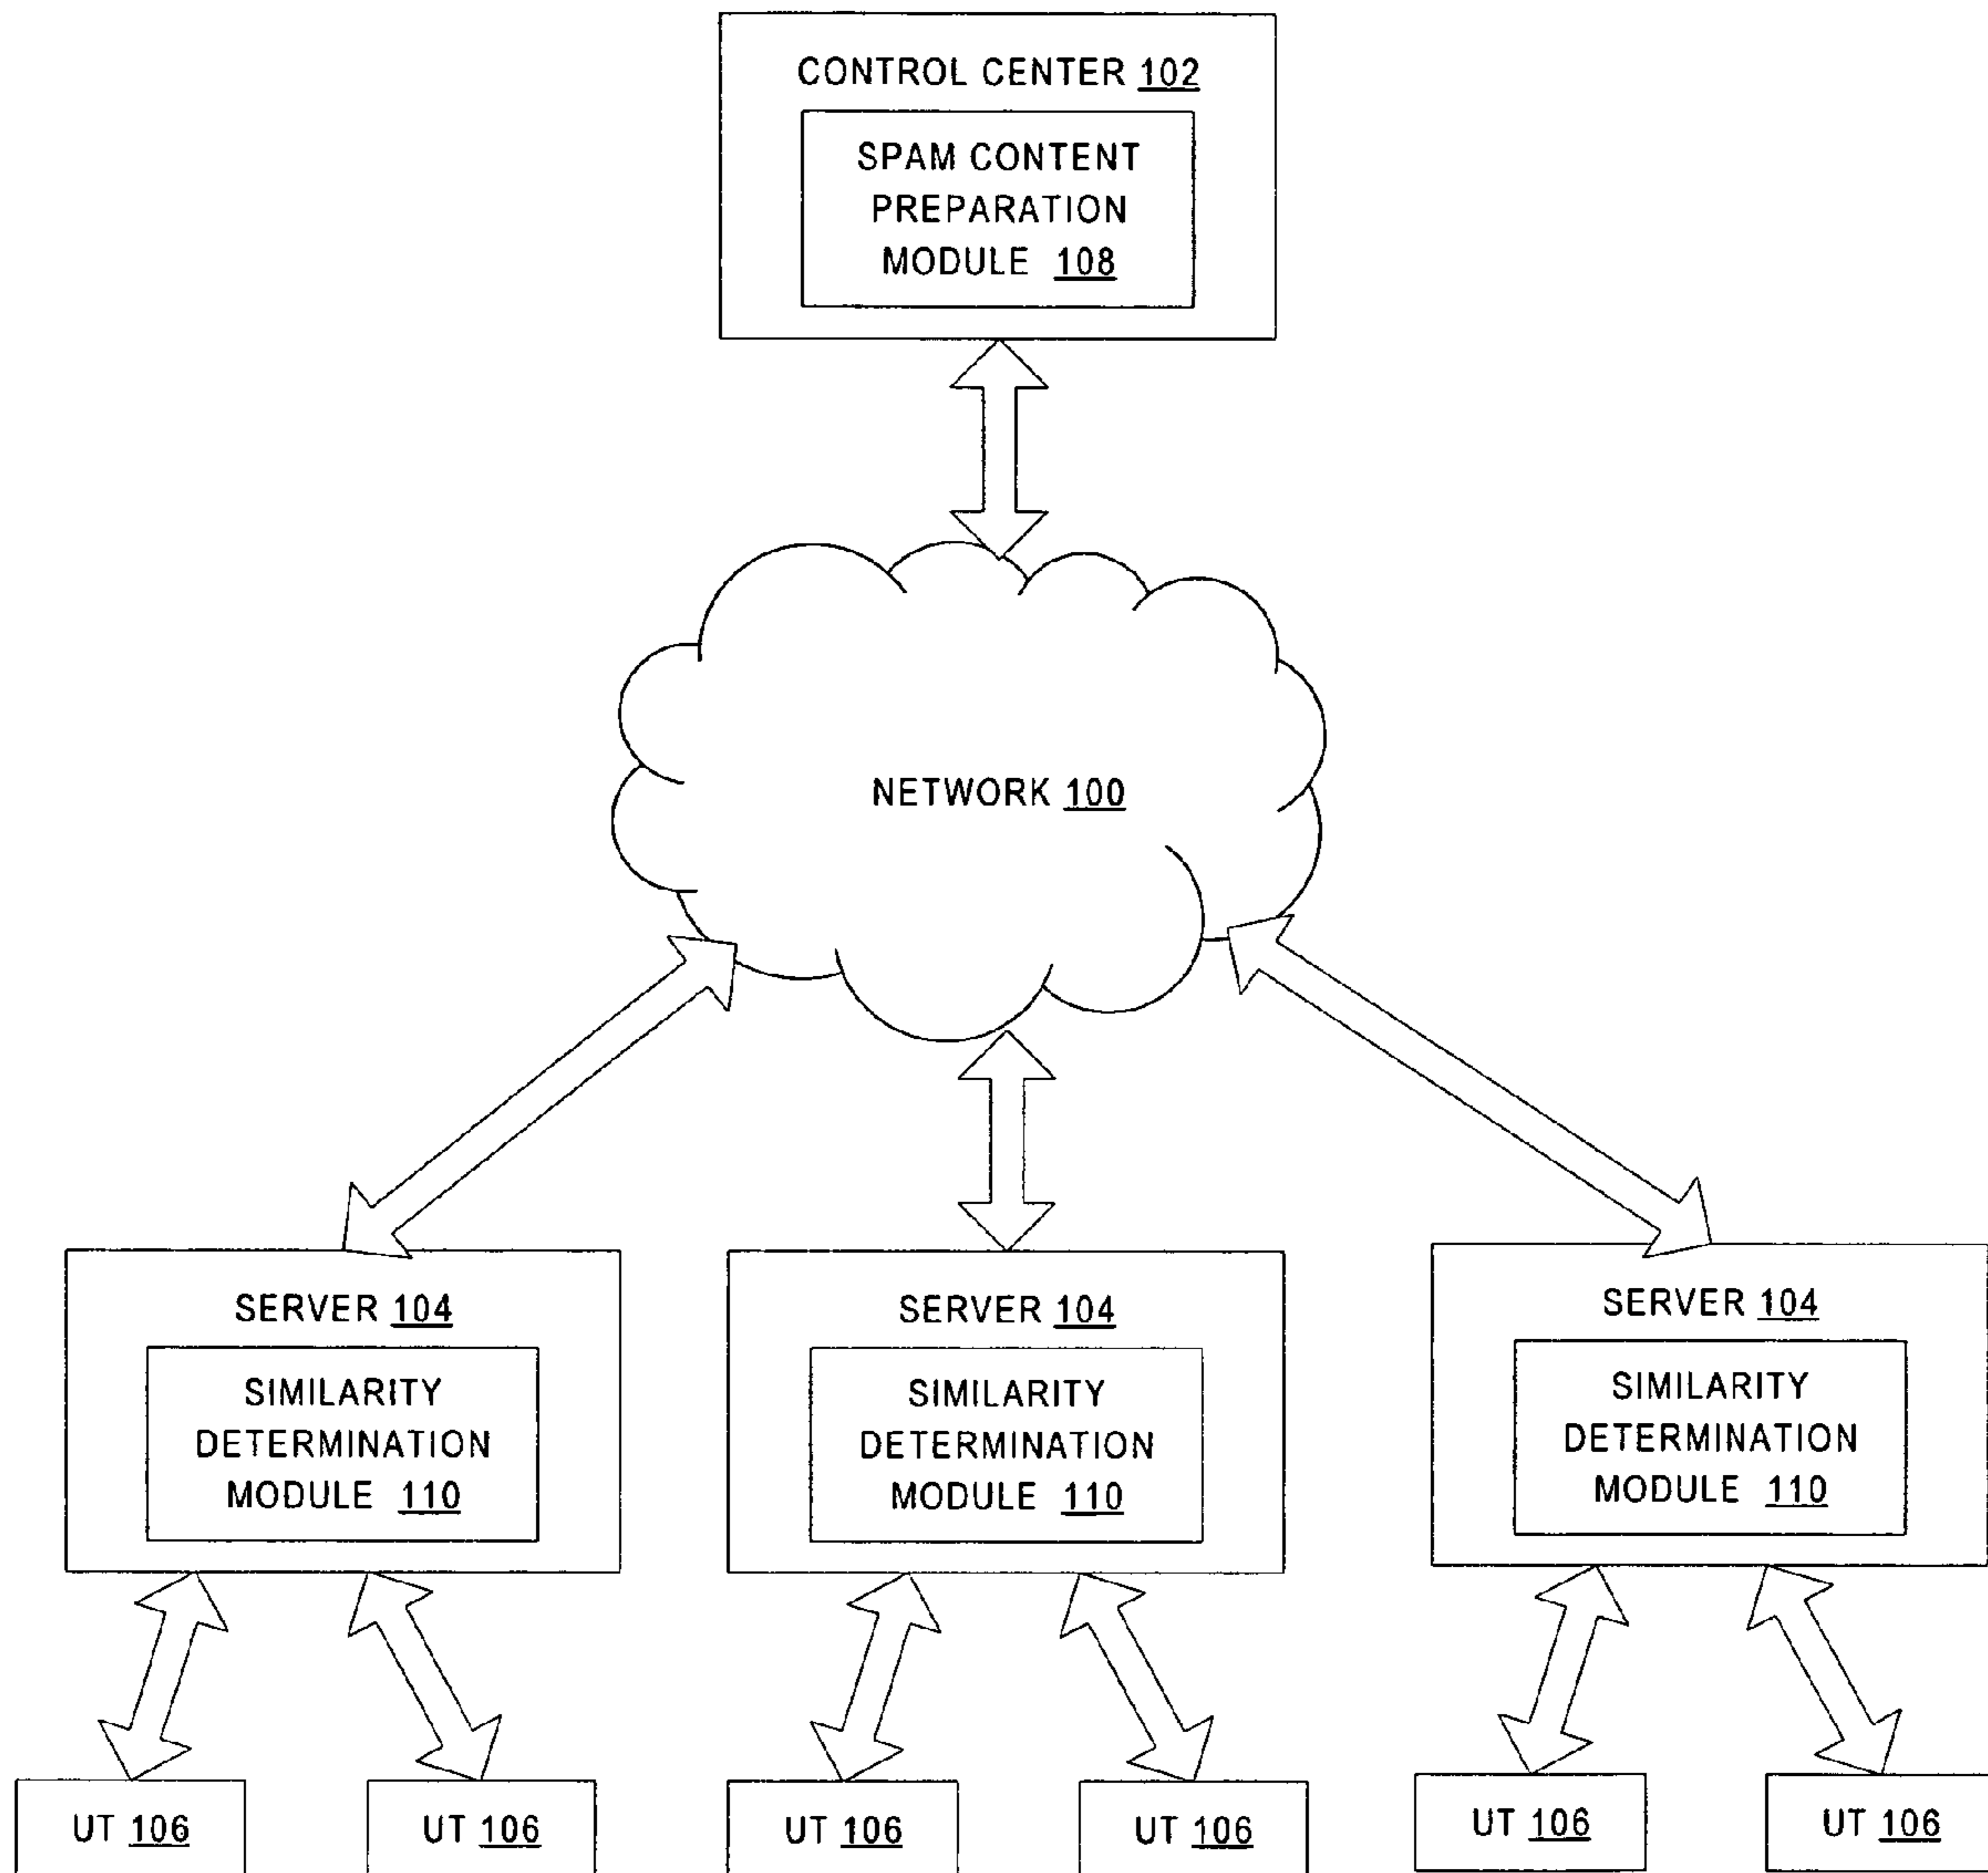 CONTROL CENTER 102
SPAM CONTENT
PREPARATION
MODULE 108
NETWORK 100
SERVER 104
SIMILARITY
DETERMINATION
MODULE 110
SERVER 104
SIMILARITY
DETERMINATION
MODULE 110
SERVER 104
SIMILARITY
DETERMINATION
MODULE 110
UT 106
UT 106
UT 106
UT 106
UT 106
UT 106